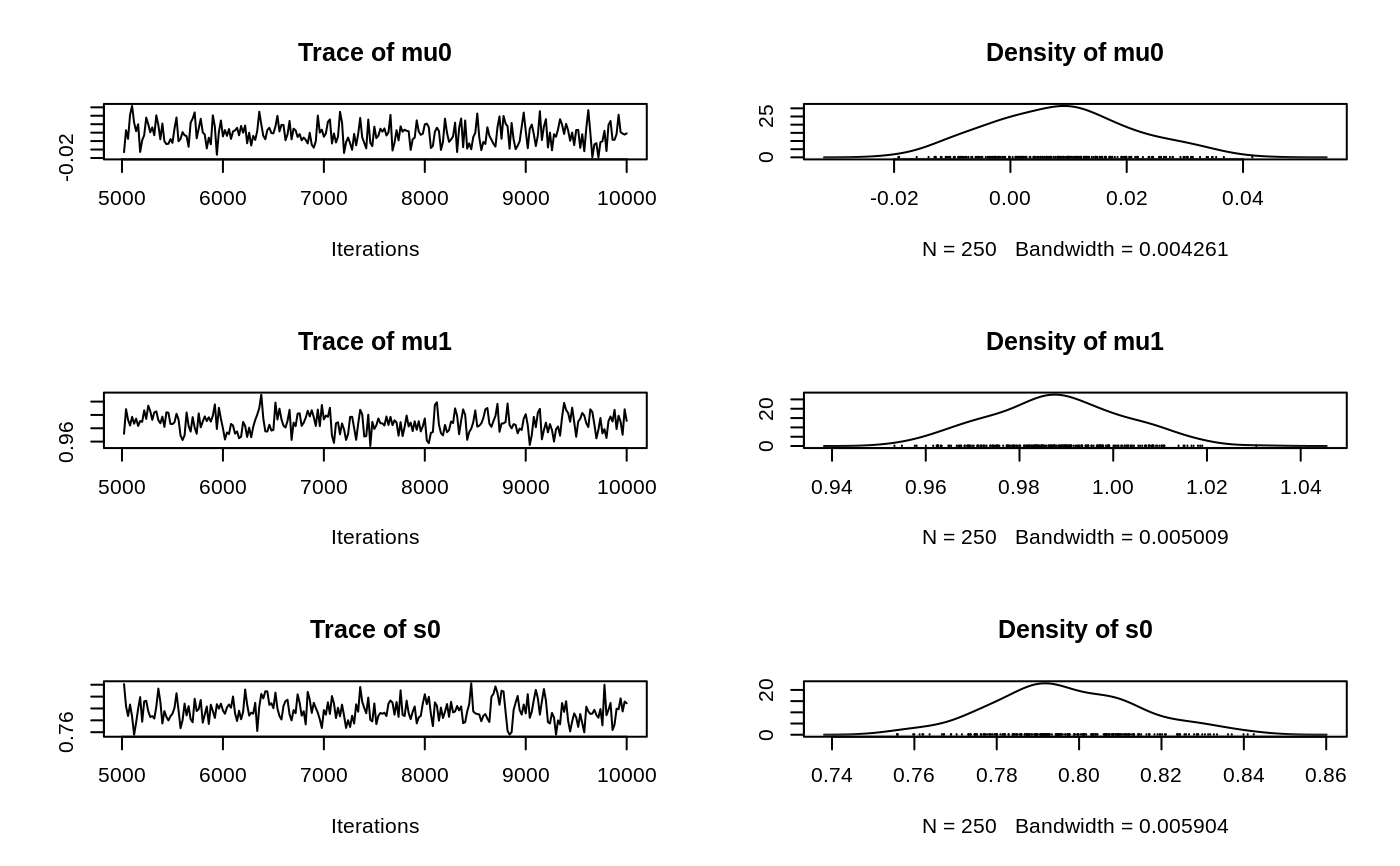 Trace of mu0
-0.02
5000 6000 7000 8000 9000 10000
Iterations
Density of mu0
0 25
-0.02 0.00 0.02 0.04
N = 250 Bandwidth = 0.004261
Trace of mu1
0.96
5000 6000 7000 8000 9000 10000
Iterations
Density of mu1
0 20
0.94 0.96 0.98 1.00 1.02 1.04
N = 250 Bandwidth = 0.005009
Trace of s0
0.76
5000 6000 7000 8000 9000 10000
Iterations
Density of s0
0 20
0.74 0.76 0.78 0.80 0.82 0.84 0.86
N = 250 Bandwidth = 0.005904